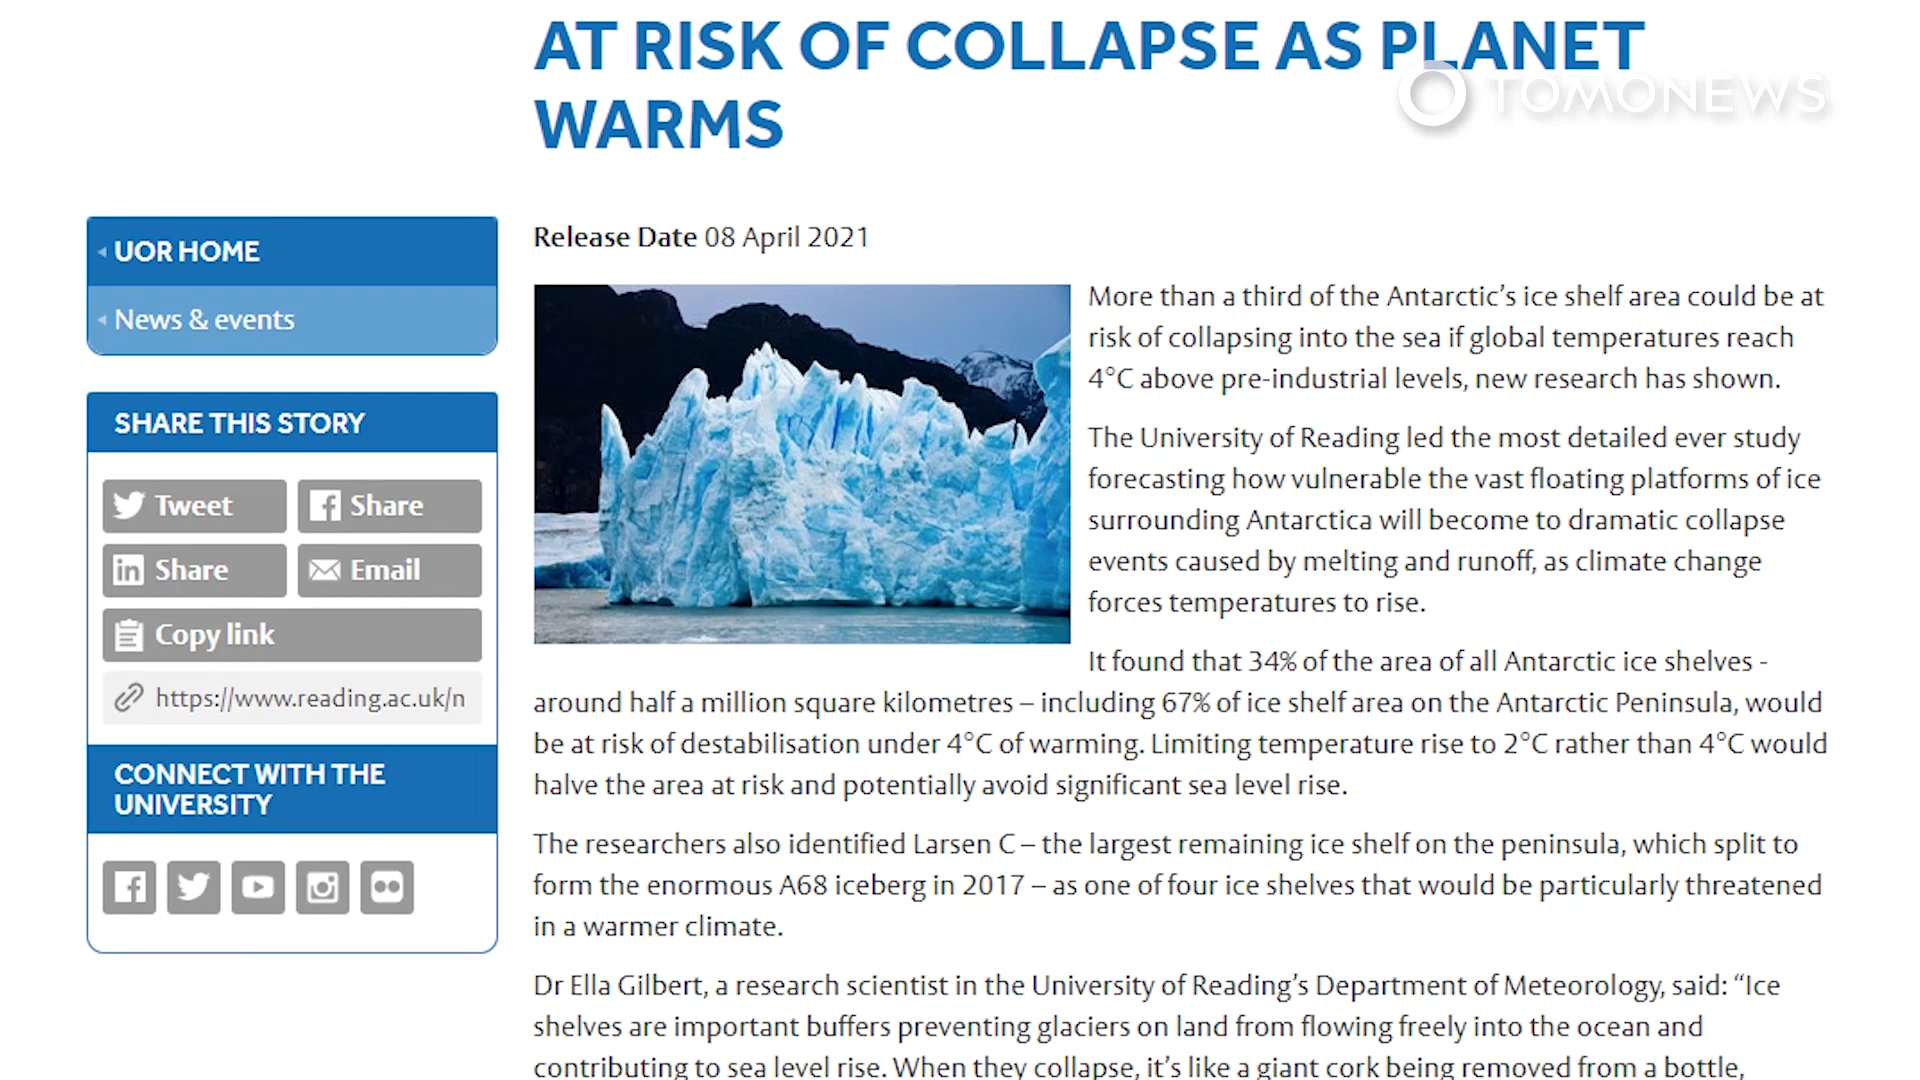 AT RISK OF COLLAPSE AS PLANET
WARMS
TOMONEWS
UOR HOME
News & events
SHARE THIS STORY
Tweet
Share
Share
Email
Copy link
https://www.reading.ac.uk/n
CONNECT WITH THE
UNIVERSITY
Release Date 08 April 2021
More than a third of the Antarctic’s ice shelf area could be at
risk of collapsing into the sea if global temperatures reach
4°C above pre-industrial levels, new research has shown.
The University of Reading led the most detailed ever study
forecasting how vulnerable the vast floating platforms of ice
surrounding Antarctica will become to dramatic collapse
events caused by melting and runoff, as climate change
forces temperatures to rise.
It found that 34% of the area of all Antarctic ice shelves -
around half a million square kilometres – including 67% of ice shelf area on the Antarctic Peninsula, would
be at risk of destabilisation under 4°C of warming. Limiting temperature rise to 2°C rather than 4°C would
halve the area at risk and potentially avoid significant sea level rise.
The researchers also identified Larsen C – the largest remaining ice shelf on the peninsula, which split to
form the enormous A68 iceberg in 2017 – as one of four ice shelves that would be particularly threatened
in a warmer climate.
Dr Ella Gilbert, a research scientist in the University of Reading’s Department of Meteorology, said: “Ice
shelves are important buffers preventing glaciers on land from flowing freely into the ocean and
contributing to sea level rise. When they collapse, it’s like a giant cork being removed from a bottle,